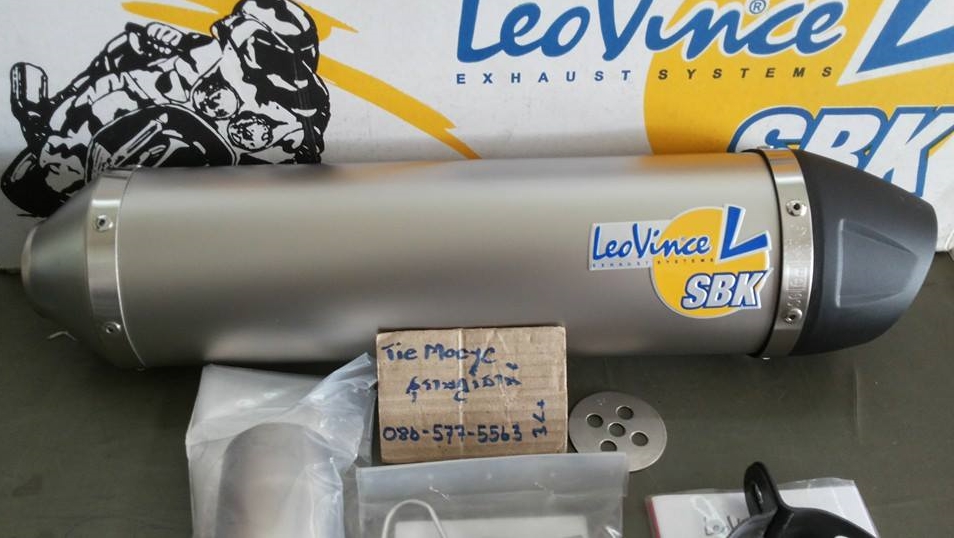 LeoVince® L
EXHAUST SYSTEMS
SBK
LeoVince L
EXHAUST SYSTEMS
SBK
Tie Mocyc
086-577-5563